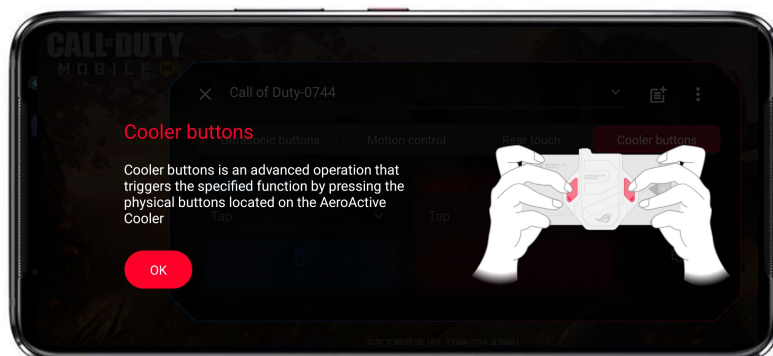 CALL OF DUTY
MOBILE
Call of Duty-0744
Cooler buttons
Ultrasonic buttons
Motion control
Rear touch
Cooler buttons
Cooler buttons is an advanced operation that
triggers the specified function by pressing the
physical buttons located on the AeroActive
Cooler
Tap
Tap
OK